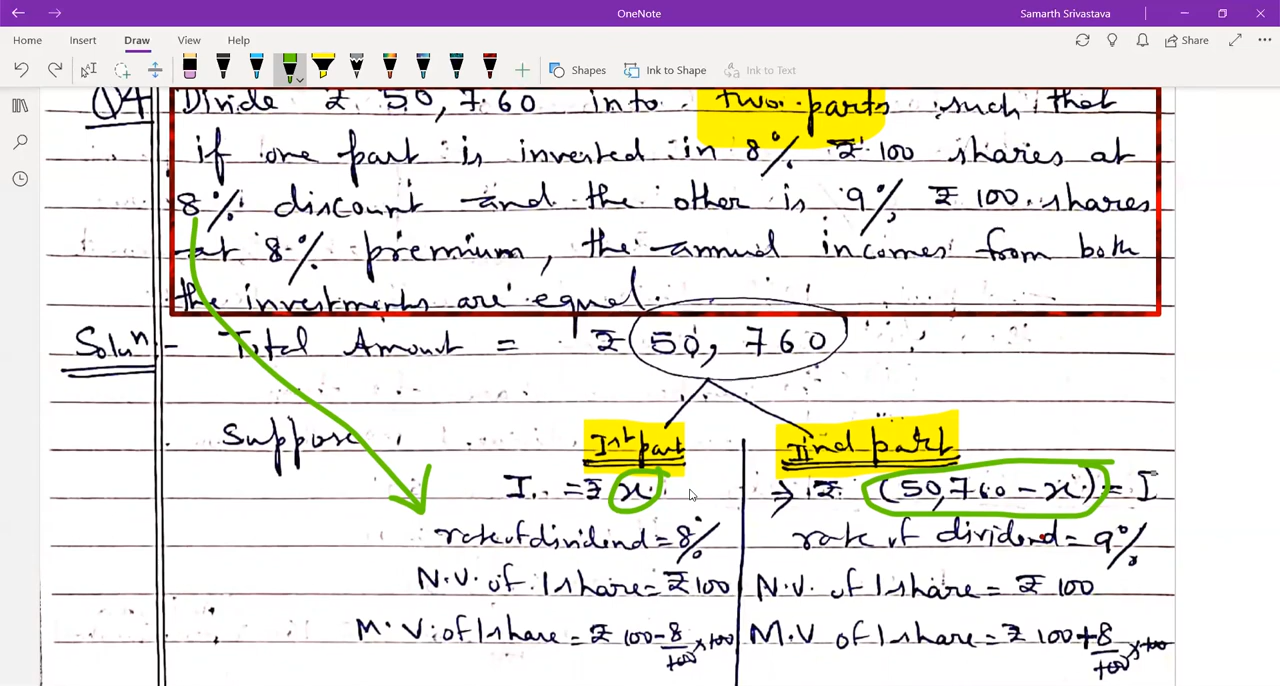 OneNote
Samarth Srivastava
Home Insert Draw View Help
Share
Shapes Ink to Shape Ink to Text
Q4 Divide ₹ 50,760 into two parts such that
if one part is invested in 8% ₹ 100 shares at
8% discount and the other is 9% ₹ 100 shares
at 8% premium, the annual incomes from both
the investments are equal.
Soluⁿ - Total Amount = ₹ 50,760
Suppose Ist part IInd part
I. = ₹ x. ⇒ ₹ (50,760 - x) = I
rate of dividend = 8% rate of dividend = 9%
N.V. of 1 share = ₹ 100 N.V. of 1 share = ₹ 100
M.V. of 1 share = ₹ 100 - 8/100 × 100 M.V of 1 share = ₹ 100 + 8/100 × 100